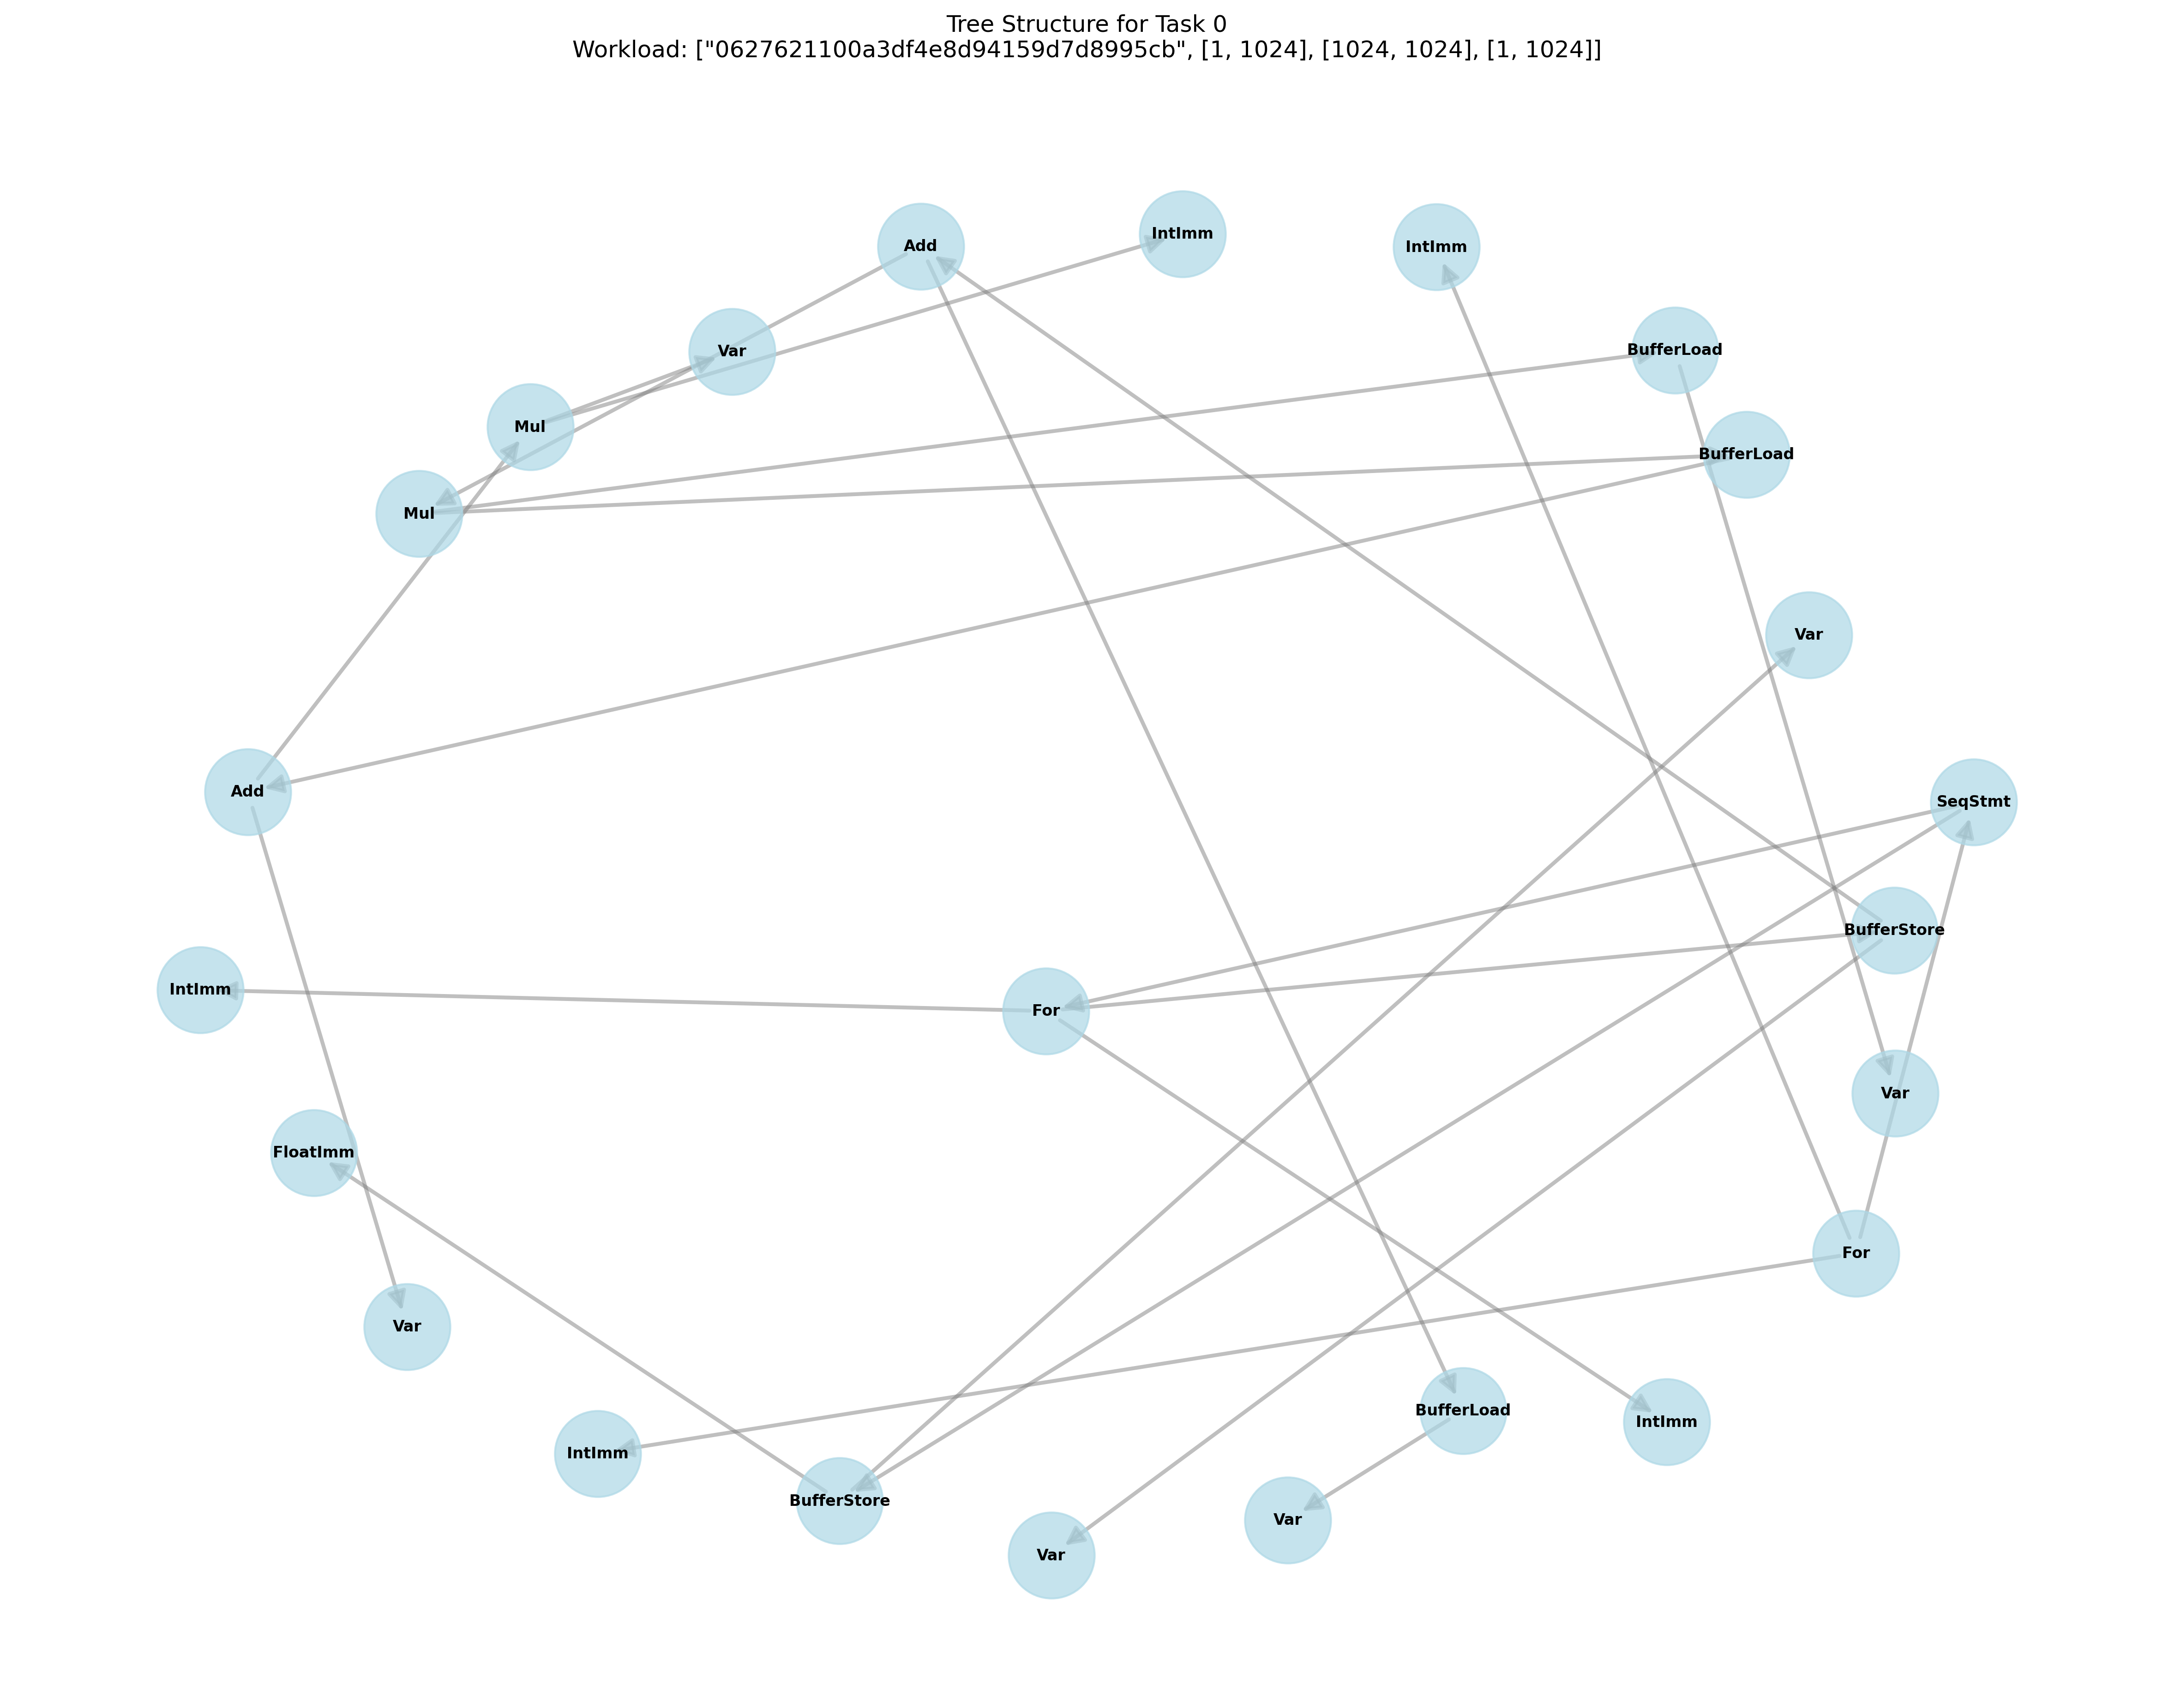 Tree Structure for Task 0
Workload: ["0627621100a3df4e8d94159d7d8995cb", [1, 1024], [1024, 1024], [1, 1024]]
IntImm
Add
IntImm
BufferLoad
Var
Mul
BufferLoad
Mul
Var
Add
SeqStmt
BufferStore
IntImm
For
Var
FloatImm
For
Var
BufferLoad
IntImm
IntImm
BufferStore
Var
Var